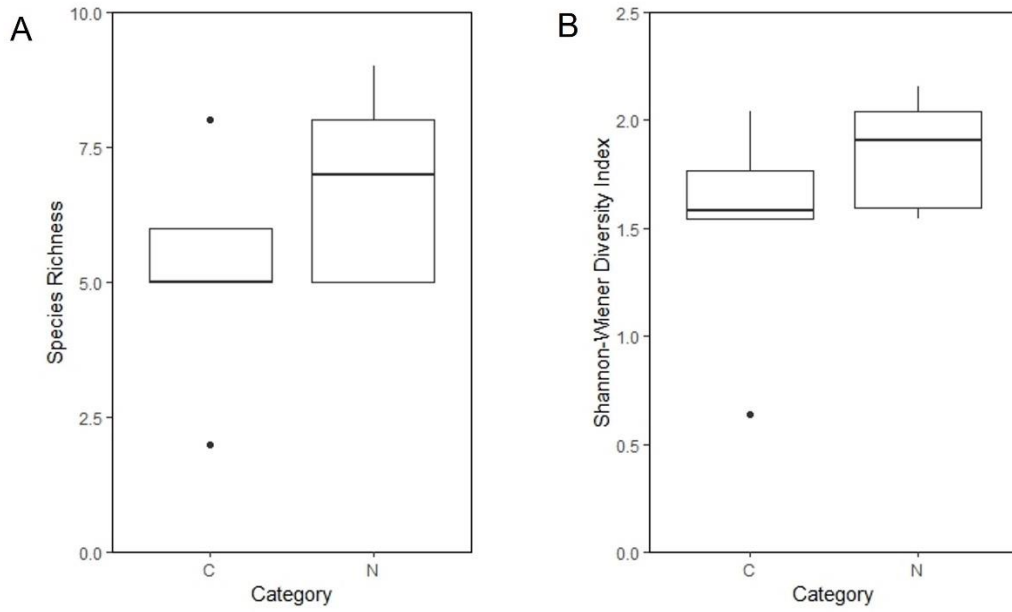 A
Species Richness
10.0
7.5
5.0
2.5
0.0
C N
Category
B
Shannon-Wiener Diversity Index
2.5
2.0
1.5
1.0
0.5
0.0
C N
Category